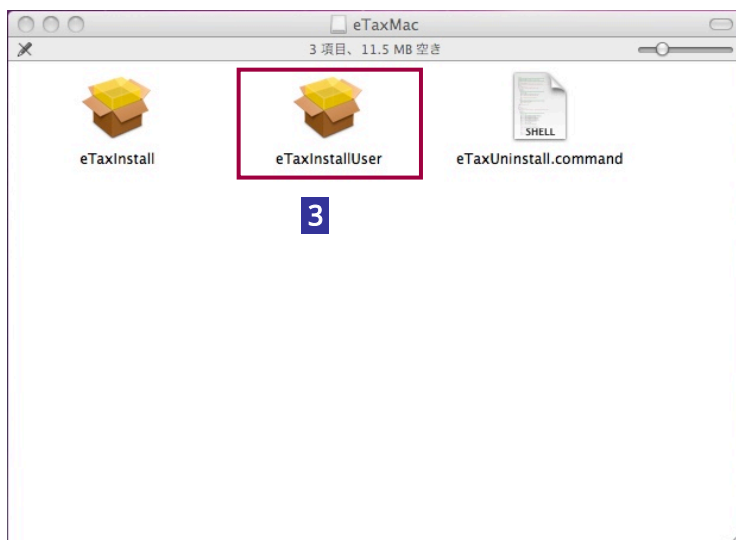 eTaxMac
3 項目、11.5 MB 空き
eTaxInstall
eTaxInstallUser
SHELL
eTaxUninstall.command
3